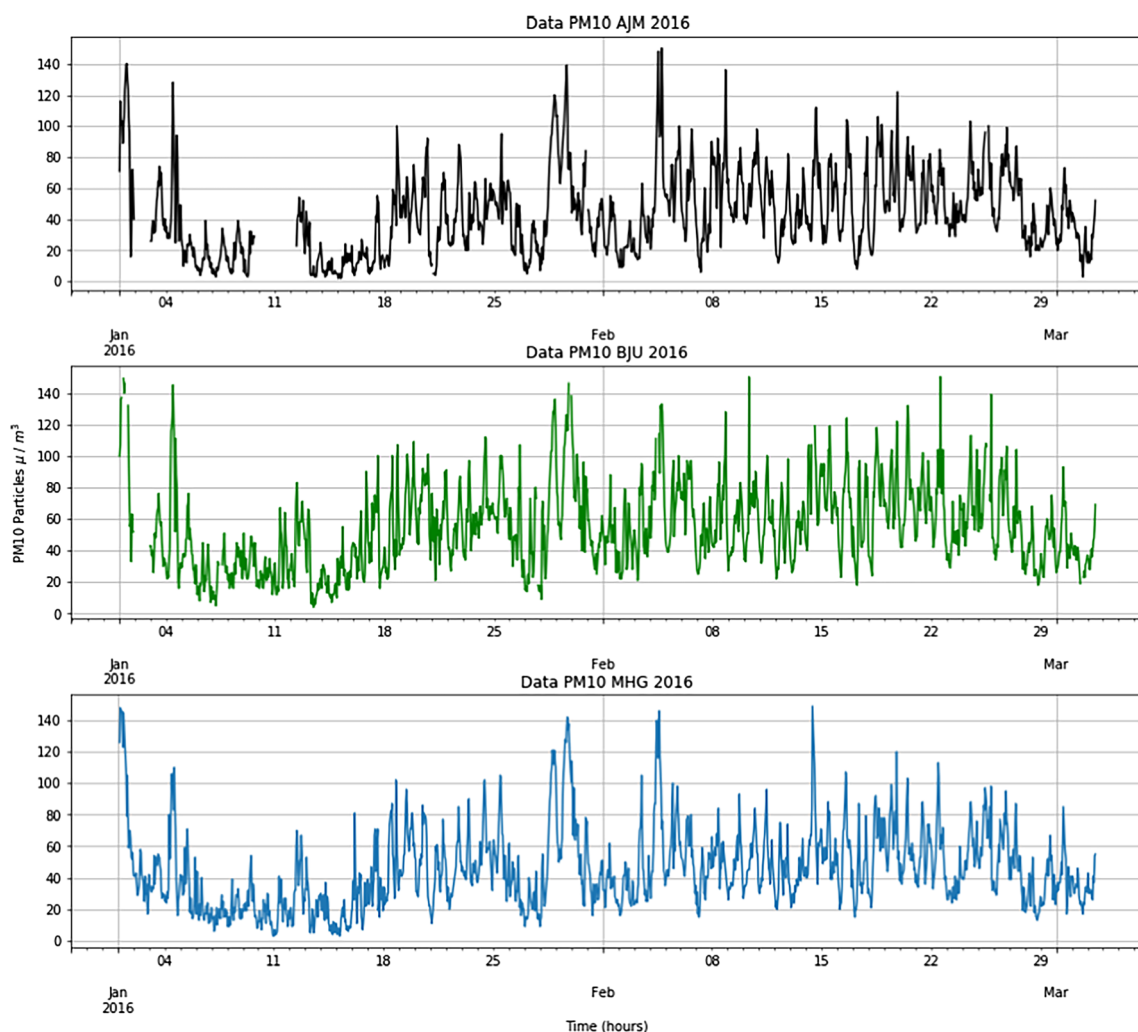 Data PM10 AJM 2016
140
120
100
80
60
40
20
0
04 11 18 25 08 15 22 29
Jan Feb Mar
2016
Data PM10 BJU 2016
PM10 Particles μ / m³
140
120
100
80
60
40
20
0
04 11 18 25 08 15 22 29
Jan Feb Mar
2016
Data PM10 MHG 2016
140
120
100
80
60
40
20
0
04 11 18 25 08 15 22 29
Jan Feb Mar
2016
Time (hours)